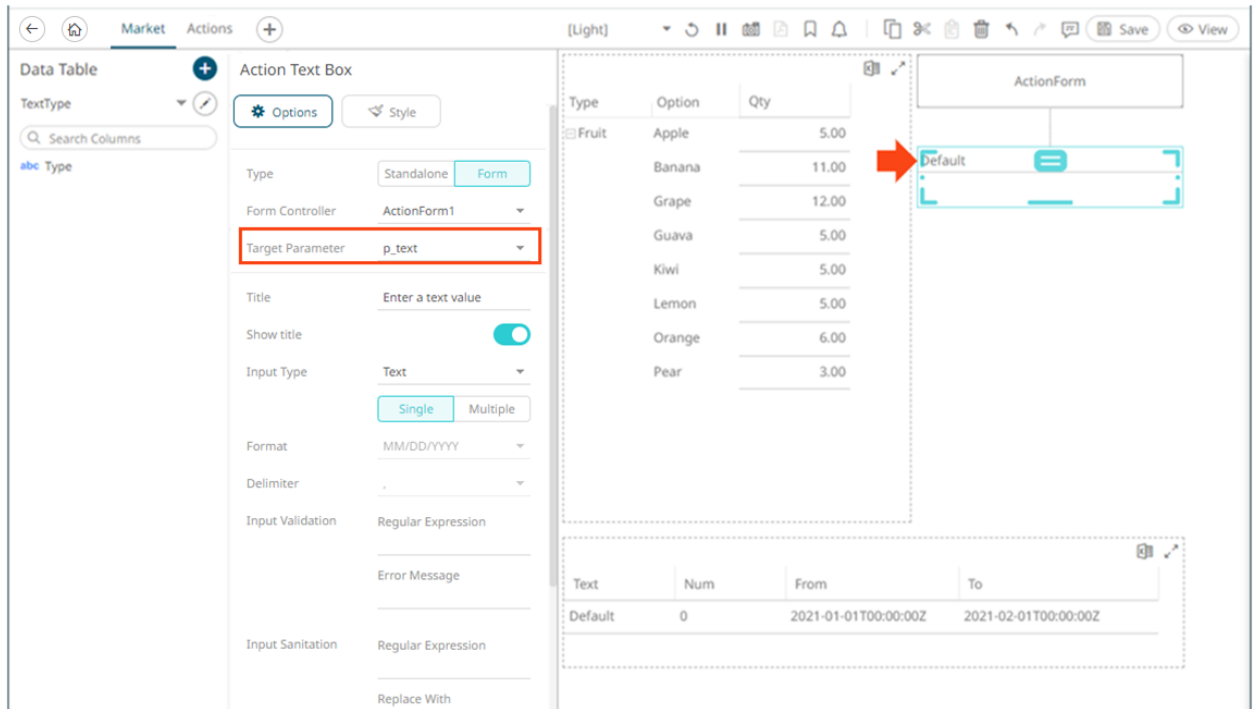 Market Actions
[Light]
Save
View
Data Table
TextType
Search Columns
abc Type
Action Text Box
Options Style
Type Standalone Form
Form Controller ActionForm1
Target Parameter p_text
Title Enter a text value
Show title
Input Type Text
Single Multiple
Format MM/DD/YYYY
Delimiter ,
Input Validation Regular Expression
Error Message
Input Sanitation Regular Expression
Replace With
Type Option Qty
Fruit Apple 5.00
Banana 11.00
Grape 12.00
Guava 5.00
Kiwi 5.00
Lemon 5.00
Orange 6.00
Pear 3.00
ActionForm
Default
Text Num From To
Default 0 2021-01-01T00:00:00Z 2021-02-01T00:00:00Z